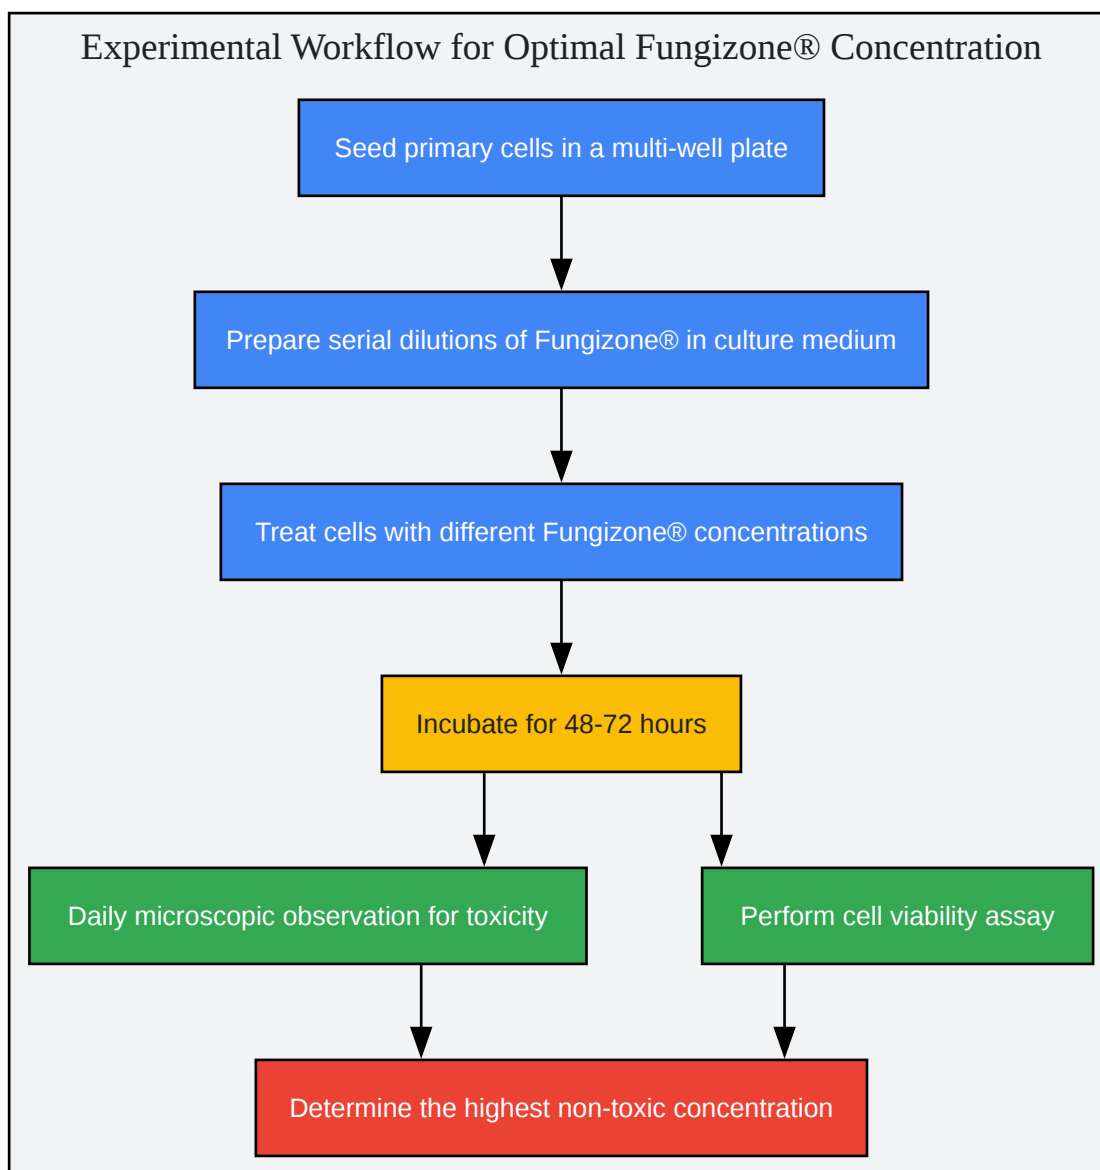 Experimental Workflow for Optimal Fungizone® Concentration
Seed primary cells in a multi-well plate
Prepare serial dilutions of Fungizone® in culture medium
Treat cells with different Fungizone® concentrations
Incubate for 48-72 hours
Daily microscopic observation for toxicity
Perform cell viability assay
Determine the highest non-toxic concentration